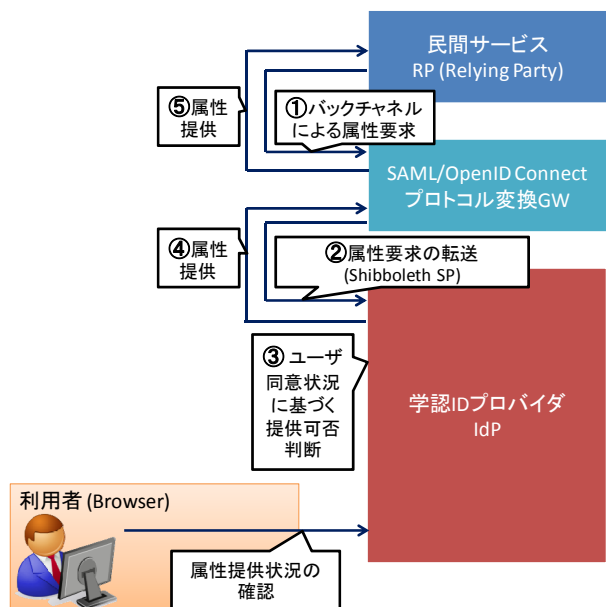 民間サービス
RP (Relying Party)
⑤属性
提供
①バックチャネル
による属性要求
SAML/OpenID Connect
プロトコル変換GW
④属性
提供
②属性要求の転送
(Shibboleth SP)
③ユーザ
同意状況
に基づく
提供可否
判断
学認IDプロバイダ
IdP
利用者 (Browser)
属性提供状況の
確認